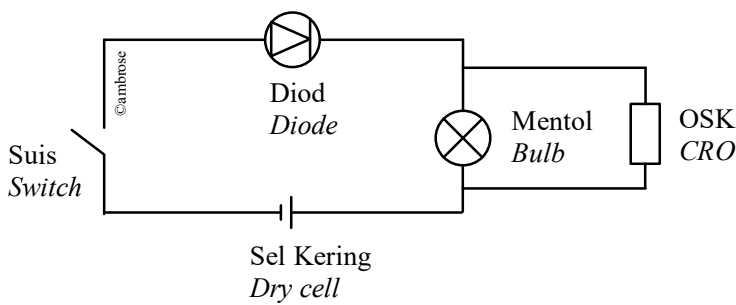 ©ambrose
Diod
Diode
Suis
Switch
Mentol
Bulb
OSK
CRO
Sel Kering
Dry cell